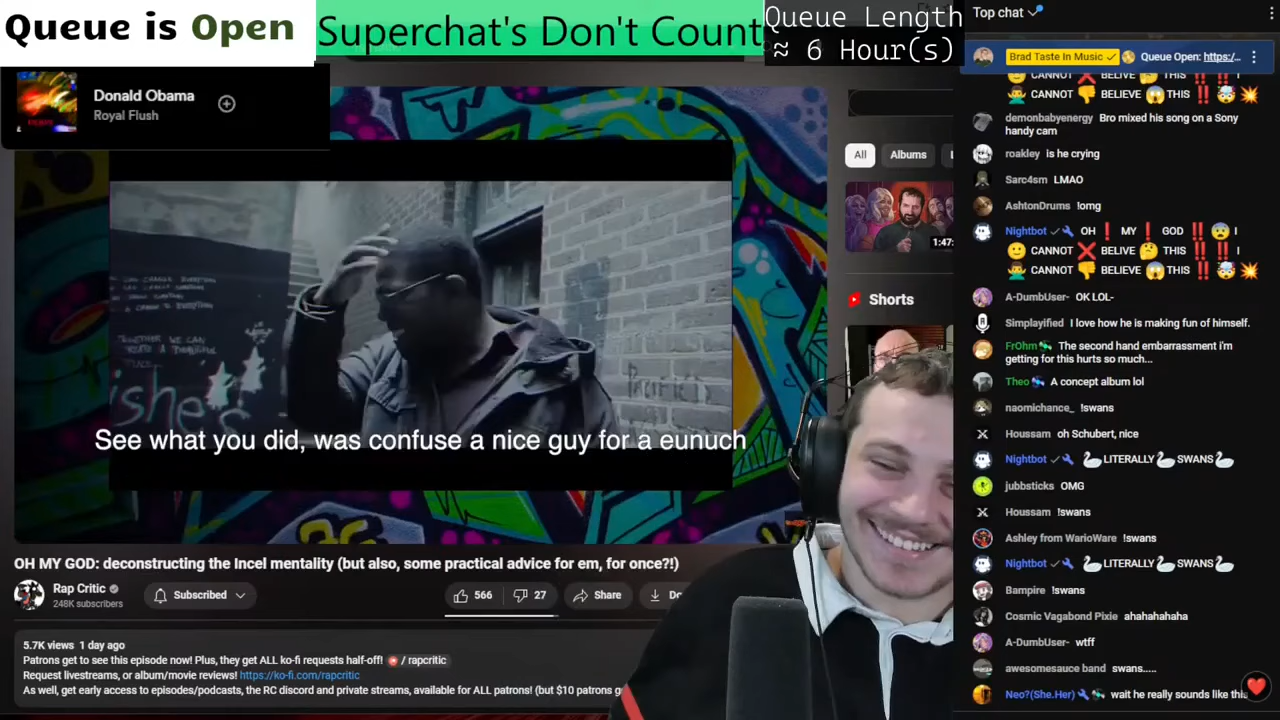 Queue is Open
Superchat's Don't Count
Queue Length
≈ 6 Hour(s)
Donald Obama
Royal Flush
See what you did, was confuse a nice guy for a eunuch
OH MY GOD: deconstructing the Incel mentality (but also, some practical advice for em, for once?!)
Rap Critic
248K subscribers
Subscribed
566
27
Share
5.7K views 1 day ago
Patrons get to see this episode now! Plus, they get ALL ko-fi requests half-off! / rapcritic
Request livestreams, or album/movie reviews! https://ko-fi.com/rapcritic
As well, get early access to episodes/podcasts, the RC discord and private streams, available for ALL patrons! (but $10 patrons
All
Albums
1:47:
Shorts
Top chat
Brad Taste In Music ✓ Queue Open: https:/...
🙂 CANNOT ❌ BELIVE 🤔 THIS ‼️ ‼️ I
🙅‍♂️ CANNOT 👎 BELIEVE 😱 THIS ‼️ 🤯 💥
demonbabyenergy Bro mixed his song on a Sony
handy cam
roakley is he crying
Sarc4sm LMAO
AshtonDrums !omg
Nightbot OH ❗ MY ❗ GOD ‼️ 😨 I
🙂 CANNOT ❌ BELIVE 🤔 THIS ‼️ ‼️ I
🙅‍♂️ CANNOT 👎 BELIEVE 😱 THIS ‼️ 🤯 💥
A-DumbUser- OK LOL-
Simplayified I love how he is making fun of himself.
FrOhm The second hand embarrassment i'm
getting for this hurts so much...
Theo A concept album lol
naomichance_ !swans
Houssam oh Schubert, nice
Nightbot 🦢LITERALLY🦢SWANS🦢
jubbsticks OMG
Houssam !swans
Ashley from WarioWare !swans
Nightbot 🦢LITERALLY🦢SWANS🦢
Bampire !swans
Cosmic Vagabond Pixie ahahahahaha
A-DumbUser- wtff
awesomesauce band swans.....
Neo?(She.Her) wait he really sounds like this